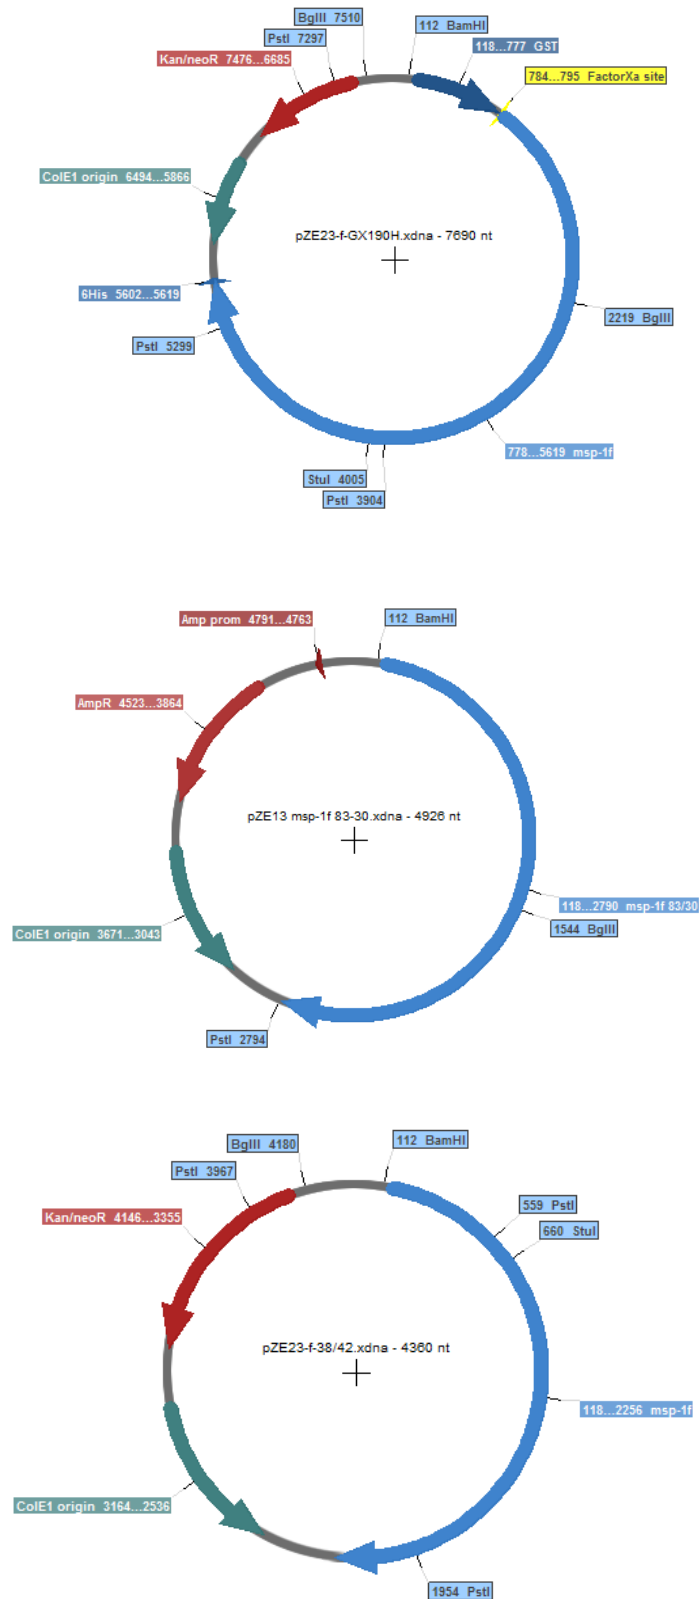 BglII 7510
112 BamHI
PstI 7297
118...777 GST
Kan/neoR 7476...6685
784...795 FactorXa site
ColE1 origin 6494...5866
pZE23-f-GX190H.xdna - 7690 nt
6His 5602...5619
2219 BglII
PstI 5299
778...5619 msp-1f
StuI 4005
PstI 3904
Amp prom 4791...4763
112 BamHI
AmpR 4523...3864
pZE13 msp-1f 83-30.xdna - 4926 nt
118...2790 msp-1f 83/30
1544 BglII
ColE1 origin 3671...3043
PstI 2794
BglII 4180
112 BamHI
PstI 3967
559 PstI
Kan/neoR 4146...3355
660 StuI
pZE23-f-38/42.xdna - 4360 nt
118...2256 msp-1f
ColE1 origin 3164...2536
1954 PstI